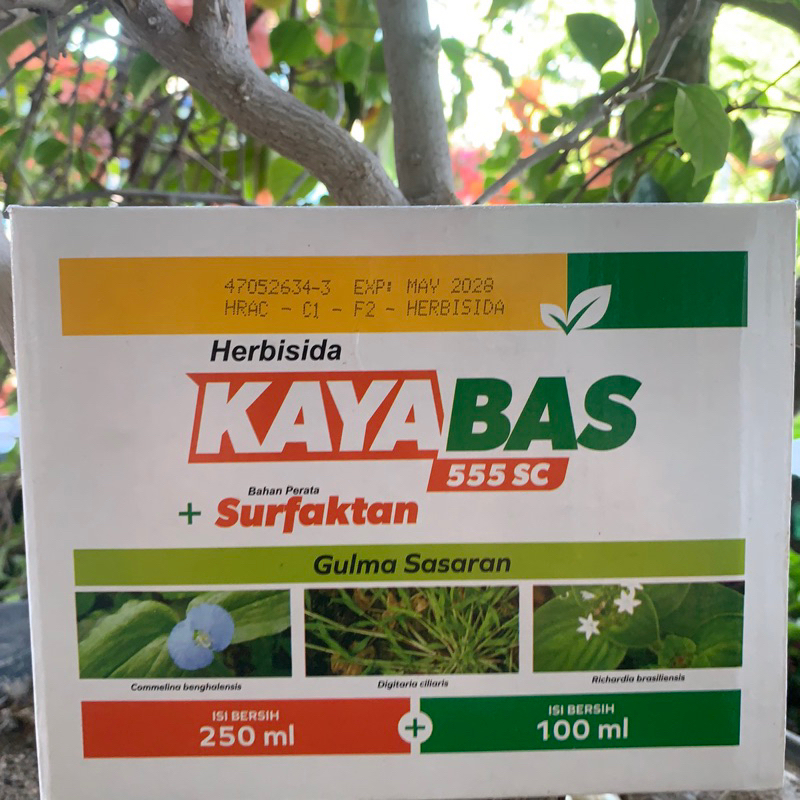 47052634-3 EXP: MAY 2028
HRAC - C1 - F2 - HERBISIDA
Herbisida
KAYABAS
555 SC
Bahan Perata
+ Surfaktan
Gulma Sasaran
Commelina benghalensis
Digitaria ciliaris
Richardia brasiliensis
ISI BERSIH
250 ml
+
ISI BERSIH
100 ml